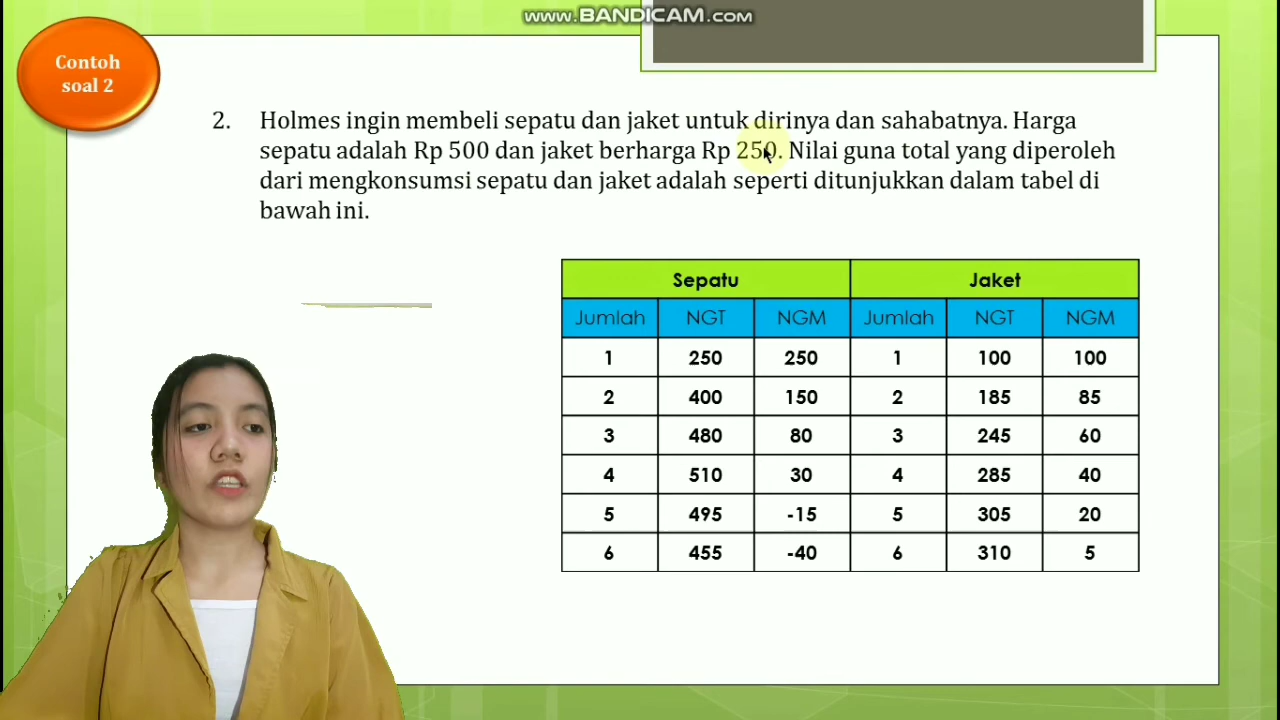 www.BANDICAM.com
Contoh
soal 2
2. Holmes ingin membeli sepatu dan jaket untuk dirinya dan sahabatnya. Harga
sepatu adalah Rp 500 dan jaket berharga Rp 250. Nilai guna total yang diperoleh
dari mengkonsumsi sepatu dan jaket adalah seperti ditunjukkan dalam tabel di
bawah ini.
Sepatu Jaket
Jumlah NGT NGM Jumlah NGT NGM
1 250 250 1 100 100
2 400 150 2 185 85
3 480 80 3 245 60
4 510 30 4 285 40
5 495 -15 5 305 20
6 455 -40 6 310 5